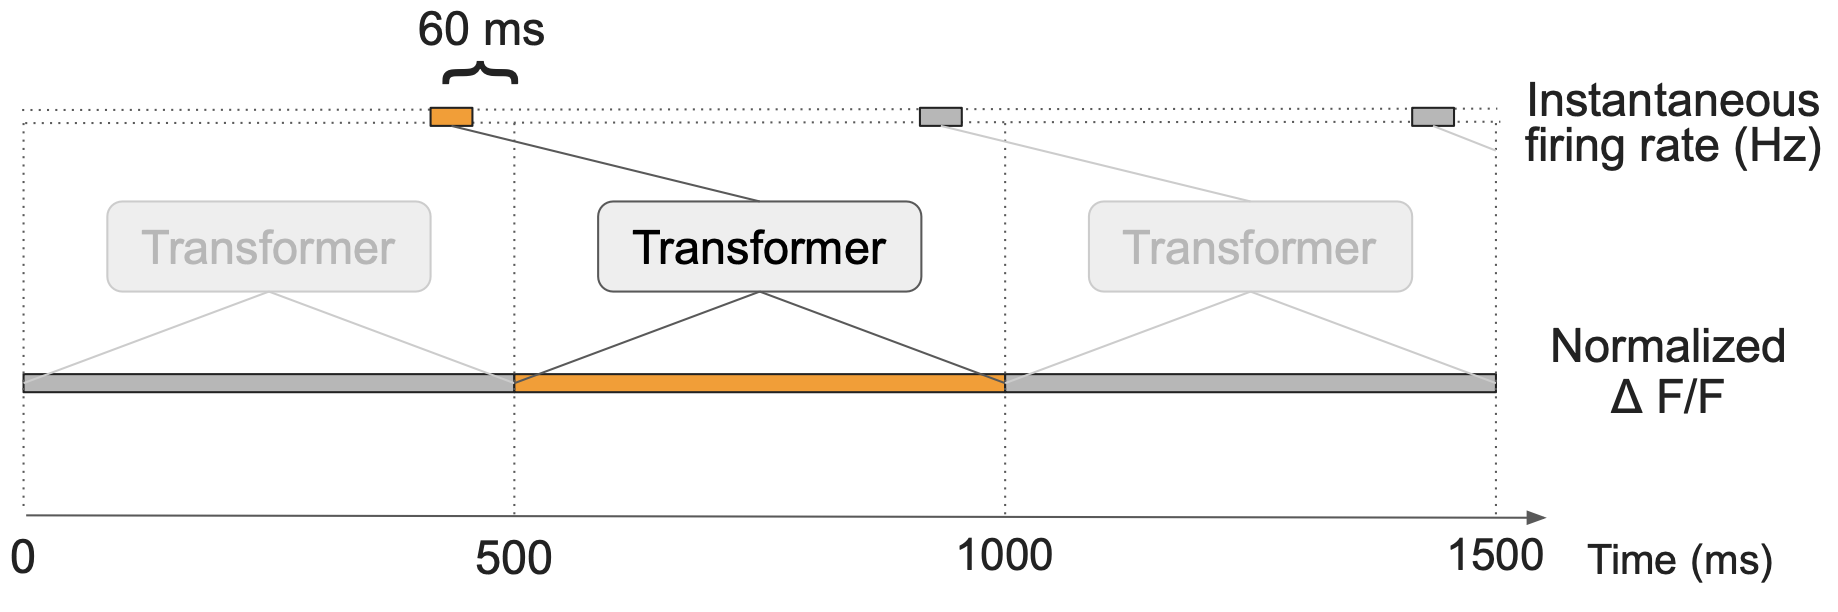 60 ms
Instantaneous
firing rate (Hz)
Transformer
Transformer
Transformer
Normalized
Δ F/F
0
500
1000
1500
Time (ms)